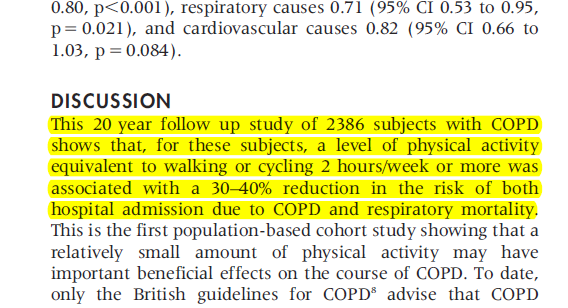 0.80, p<0.001), respiratory causes 0.71 (95% CI 0.53 to 0.95,
p = 0.021), and cardiovascular causes 0.82 (95% CI 0.66 to
1.03, p = 0.084).
DISCUSSION
This 20 year follow up study of 2386 subjects with COPD
shows that, for these subjects, a level of physical activity
equivalent to walking or cycling 2 hours/week or more was
associated with a 30–40% reduction in the risk of both
hospital admission due to COPD and respiratory mortality.
This is the first population-based cohort study showing that a
relatively small amount of physical activity may have
important beneficial effects on the course of COPD. To date,
only the British guidelines for COPD⁸ advise that COPD